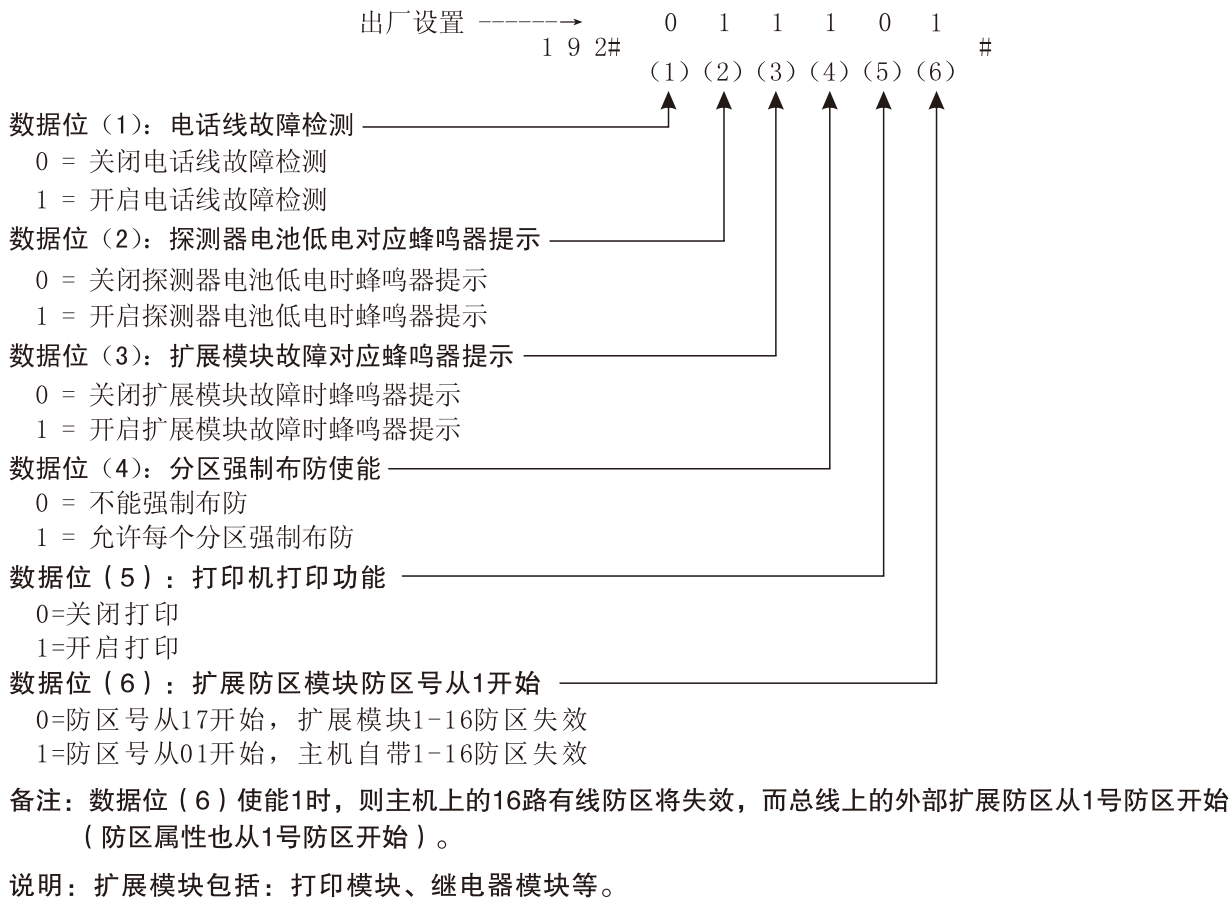 出厂设置 ------→ 0 1 1 1 0 1
192# #
(1)(2)(3)(4)(5)(6)
数据位（1）：电话线故障检测
0 = 关闭电话线故障检测
1 = 开启电话线故障检测
数据位（2）：探测器电池低电对应蜂鸣器提示
0 = 关闭探测器电池低电时蜂鸣器提示
1 = 开启探测器电池低电时蜂鸣器提示
数据位（3）：扩展模块故障对应蜂鸣器提示
0 = 关闭扩展模块故障时蜂鸣器提示
1 = 开启扩展模块故障时蜂鸣器提示
数据位（4）：分区强制布防使能
0 = 不能强制布防
1 = 允许每个分区强制布防
数据位（5）：打印机打印功能
0=关闭打印
1=开启打印
数据位（6）：扩展防区模块防区号从1开始
0=防区号从17开始，扩展模块1-16防区失效
1=防区号从01开始，主机自带1-16防区失效
备注：数据位（6）使能1时，则主机上的16路有线防区将失效，而总线上的外部扩展防区从1号防区开始
（防区属性也从1号防区开始）。
说明：扩展模块包括：打印模块、继电器模块等。